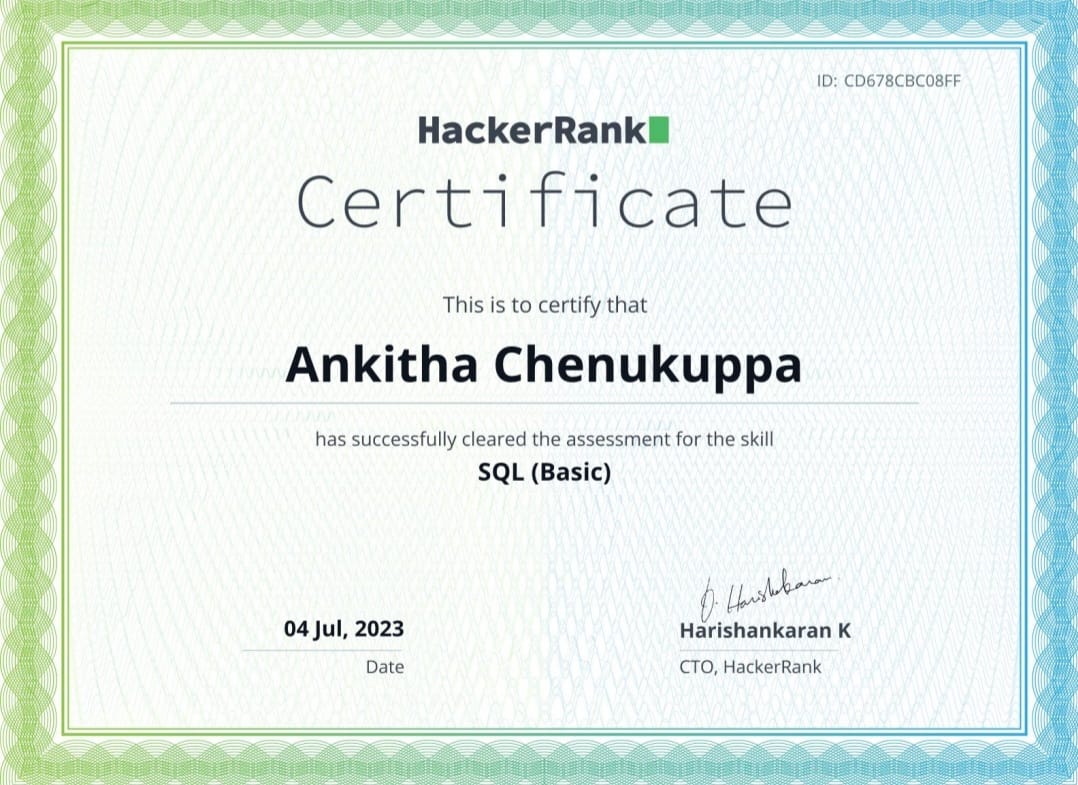 ID: CD678CBC08FF
HackerRank
Certificate
This is to certify that
Ankitha Chenukuppa
has successfully cleared the assessment for the skill
SQL (Basic)
04 Jul, 2023
Date
Harishankaran K
CTO, HackerRank